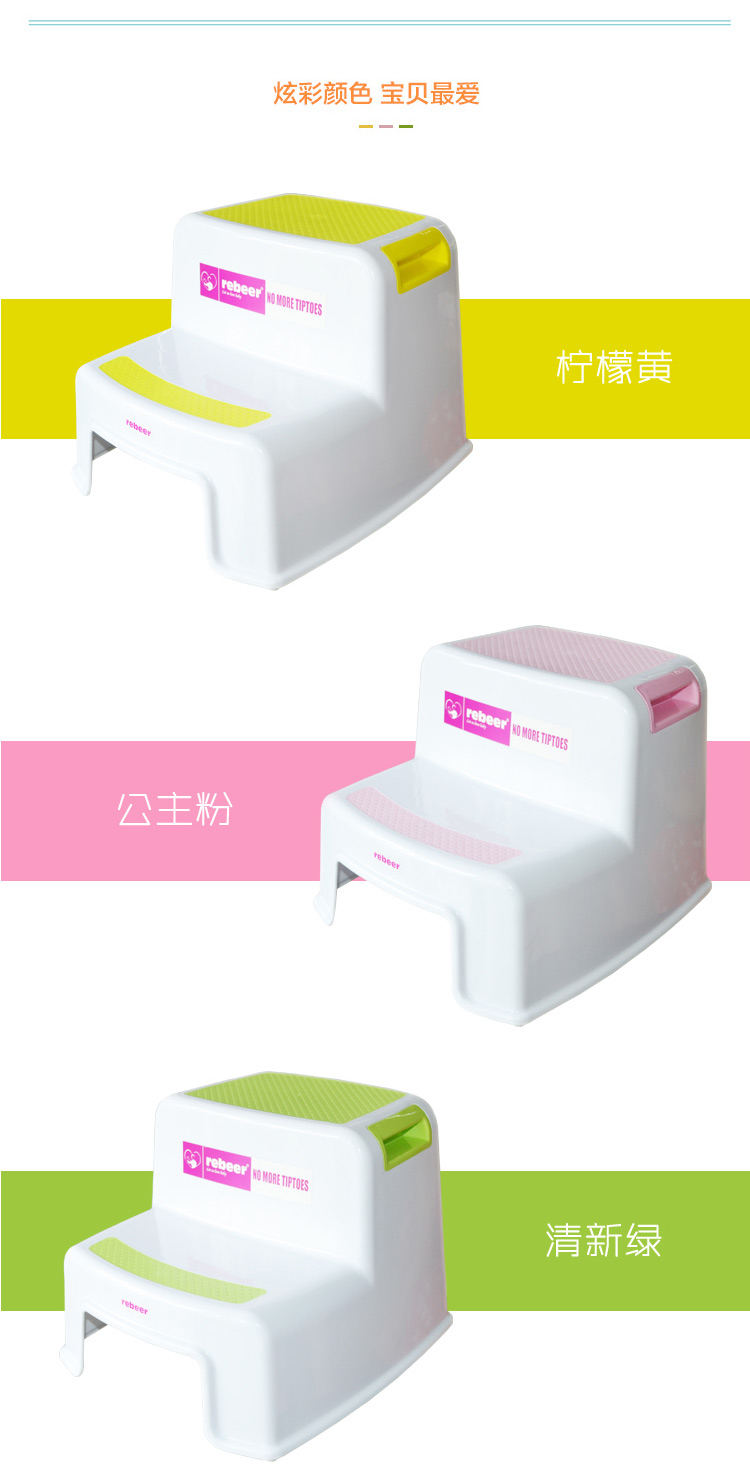 炫彩颜色 宝贝最爱
rebeer
NO MORE TIPTOES
rebeer
柠檬黄
rebeer
NO MORE TIPTOES
rebeer
公主粉
rebeer
NO MORE TIPTOES
rebeer
清新绿